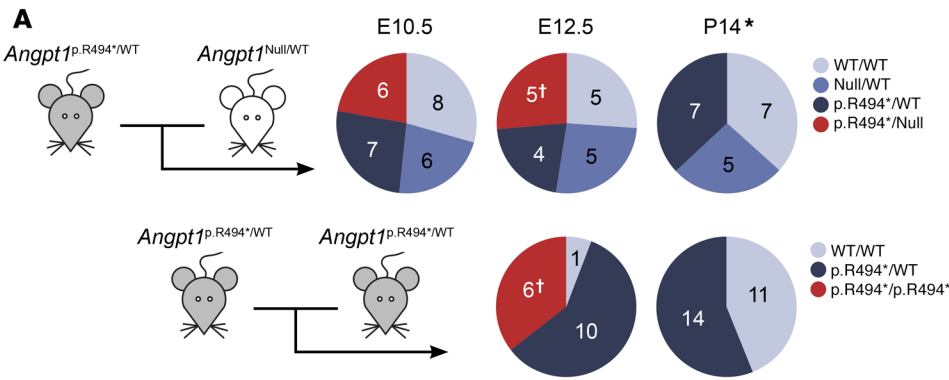 A
E10.5 E12.5 P14*
Angpt1p.R494*/WT Angpt1Null/WT
6 8 7 6
5† 5 4 5
7 7 5
WT/WT
Null/WT
p.R494*/WT
p.R494*/Null
Angpt1p.R494*/WT Angpt1p.R494*/WT
1 6† 10
11 14
WT/WT
p.R494*/WT
p.R494*/p.R494*